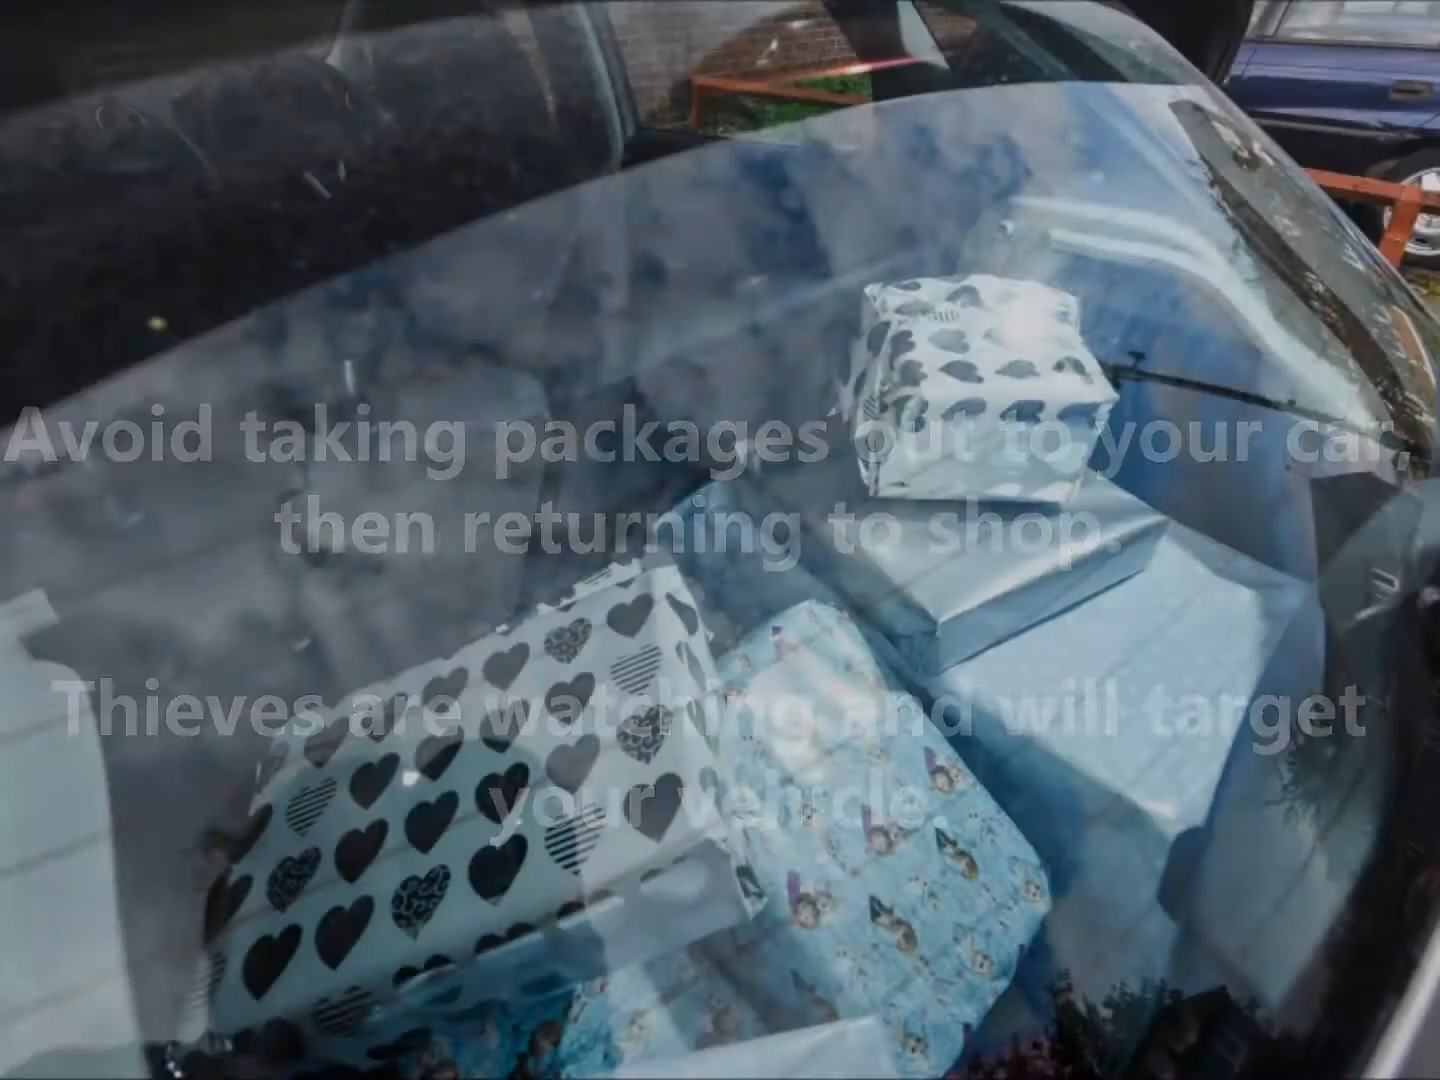 Avoid taking packages out to your car,
then returning to shop.
Thieves are watching and will target
your vehicle.